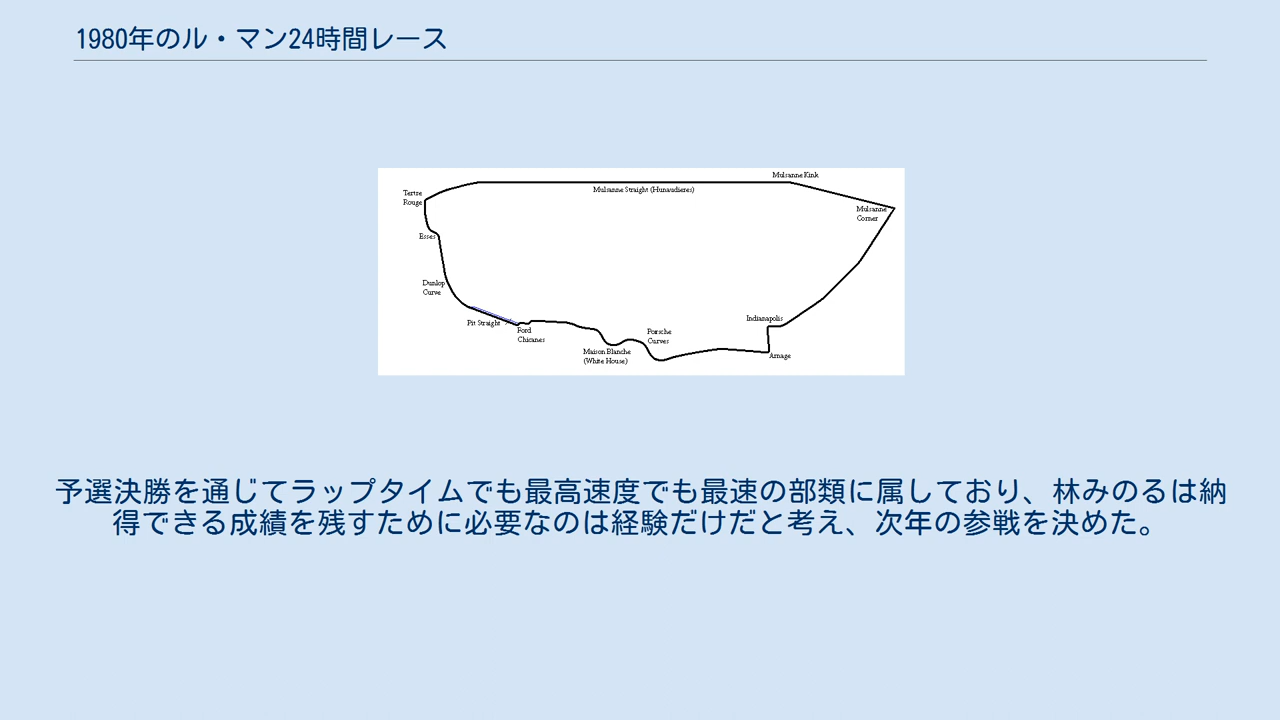 1980年のル・マン24時間レース
Mulsanne Kink
Mulsanne Straight (Hunaudieres)
Tertre
Rouge
Mulsanne
Corner
Esses
Dunlop
Curve
Indianapolis
Pit Straight
Ford
Chicanes
Porsche
Curves
Maison Blanche
(White House)
Arnage
予選決勝を通じてラップタイムでも最高速度でも最速の部類に属しており、林みのるは納
得できる成績を残すために必要なのは経験だけだと考え、次年の参戦を決めた。